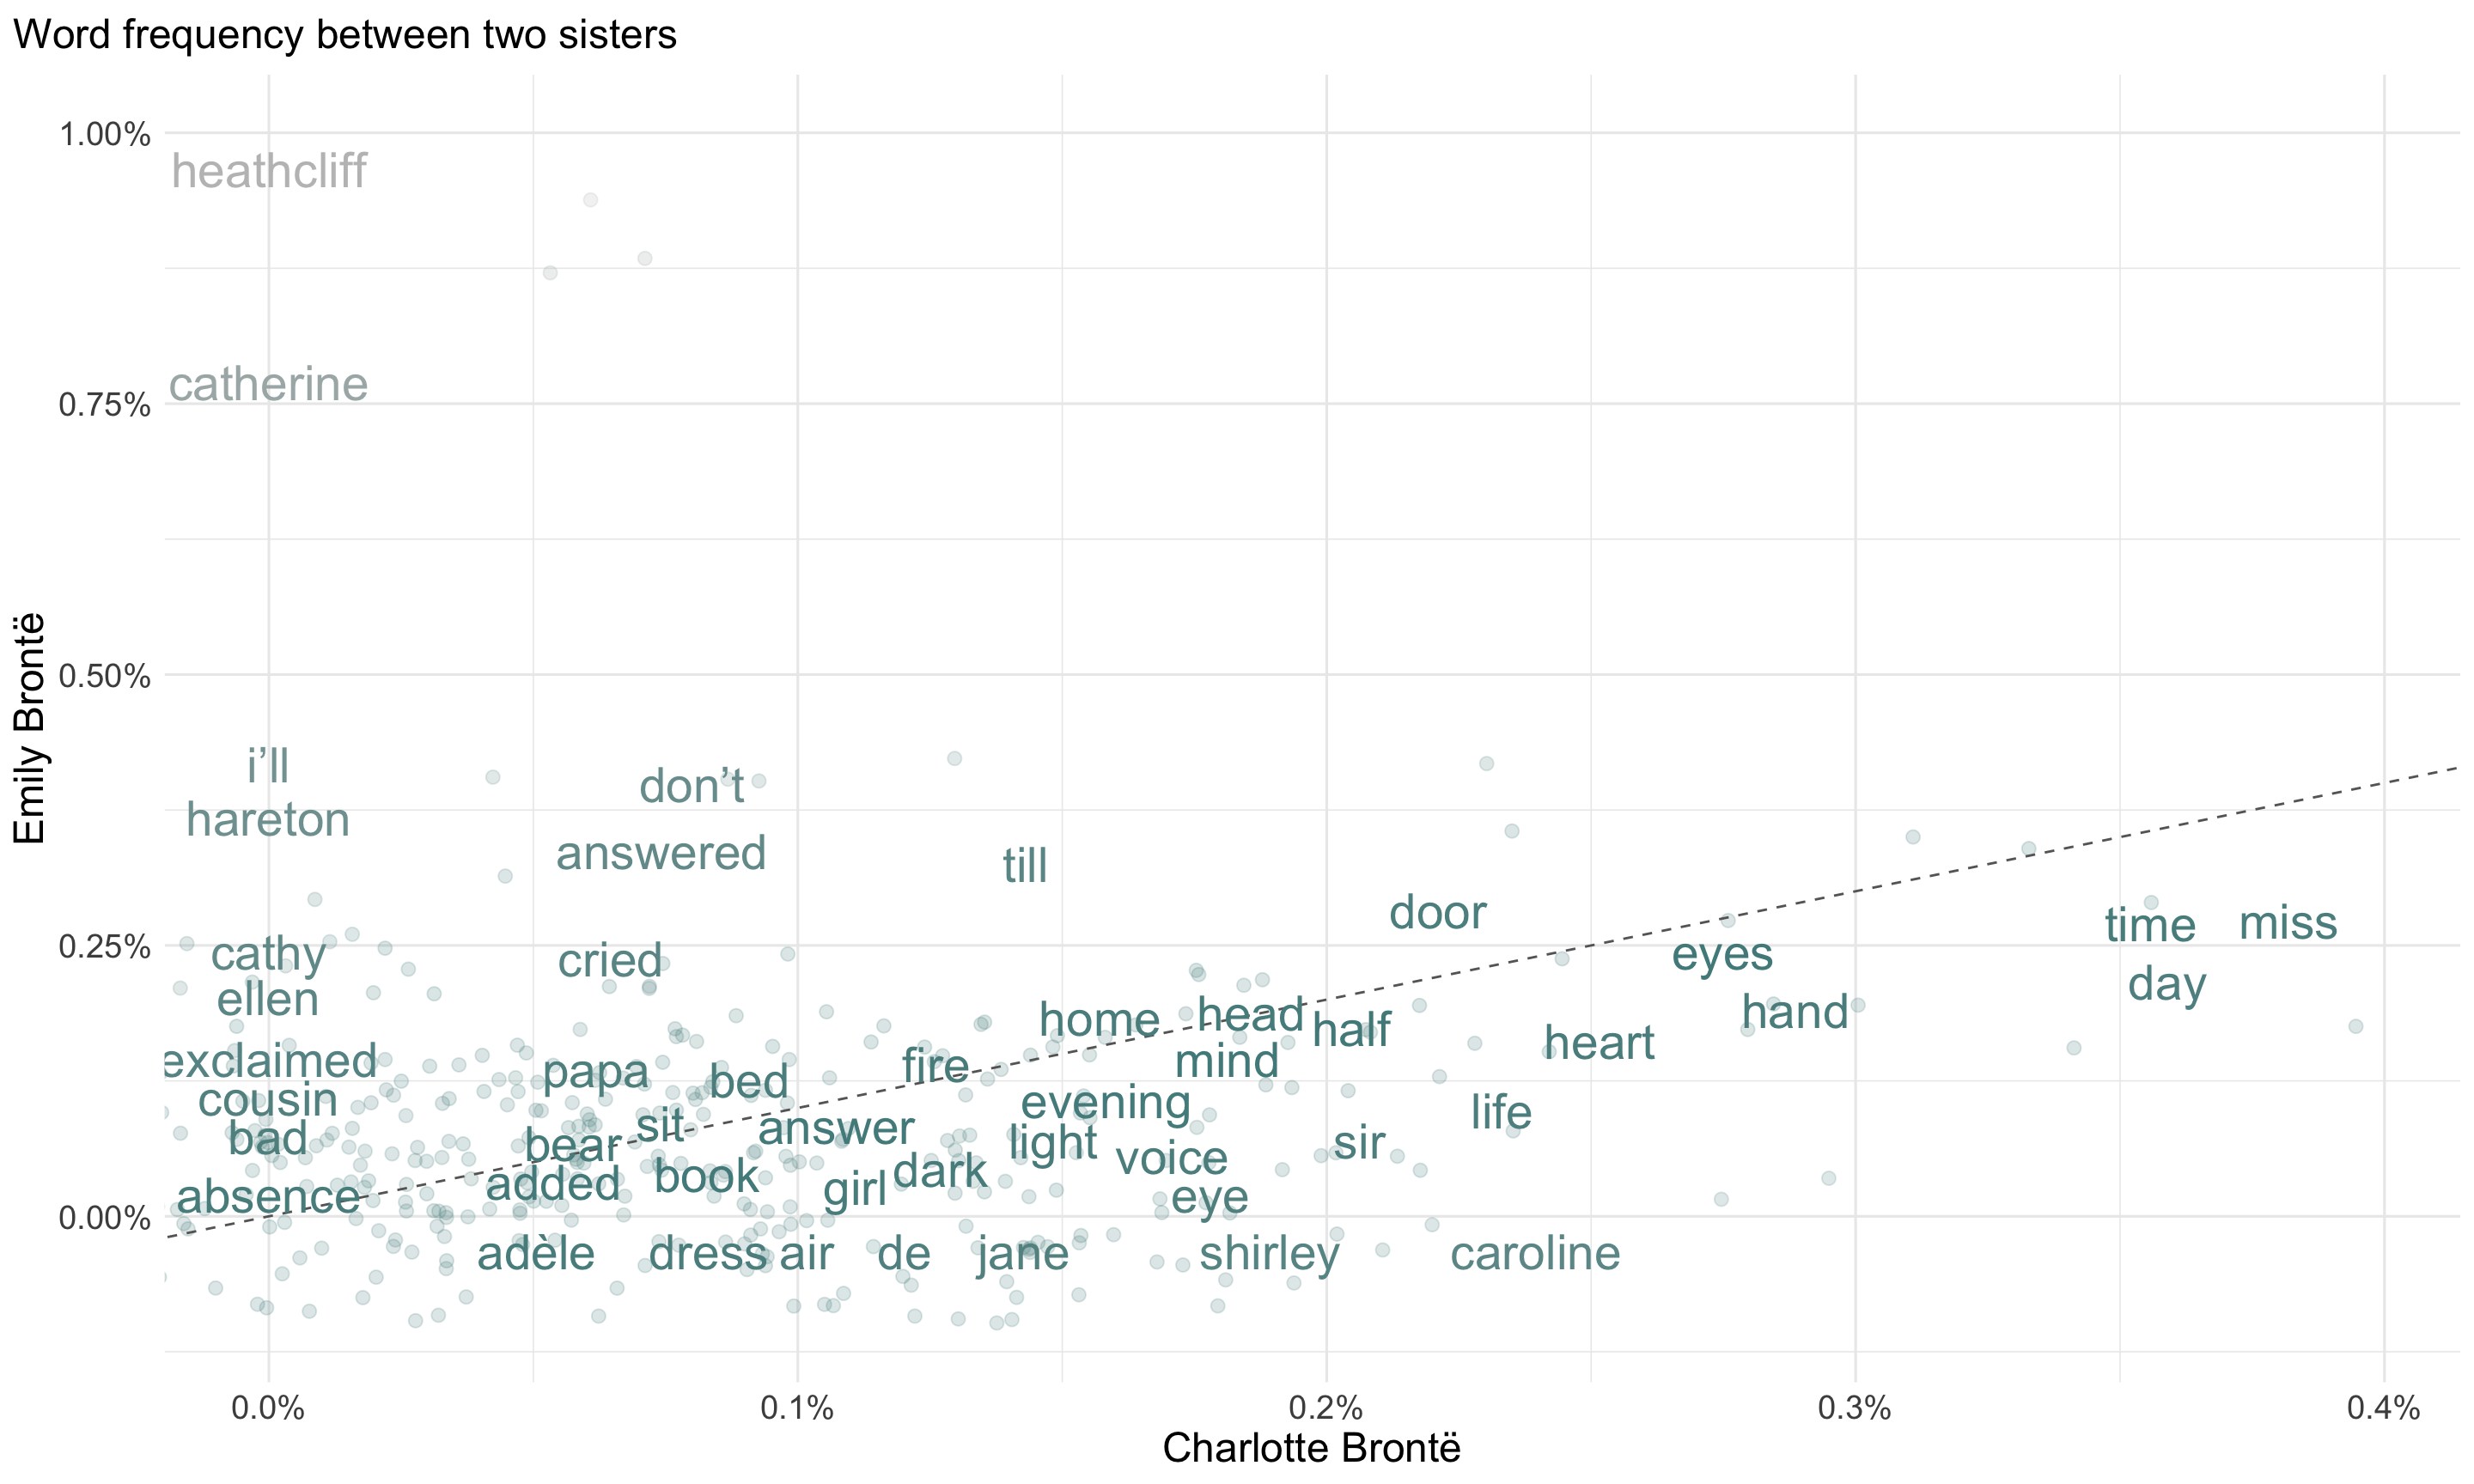 Word frequency between two sisters
1.00%
heathcliff
catherine
0.75%
Emily Brontë
0.50%
i’ll
don’t
hareton
answered
till
door
time
miss
0.25%
cathy
cried
eyes
day
ellen
home
head
half
hand
exclaimed
papa
bed
fire
mind
heart
cousin
sit
answer
evening
life
bad
bear
light
voice
sir
absence
added
book
girl
dark
eye
0.00%
adèle
dress
air
de
jane
shirley
caroline
0.0%
0.1%
0.2%
0.3%
0.4%
Charlotte Brontë